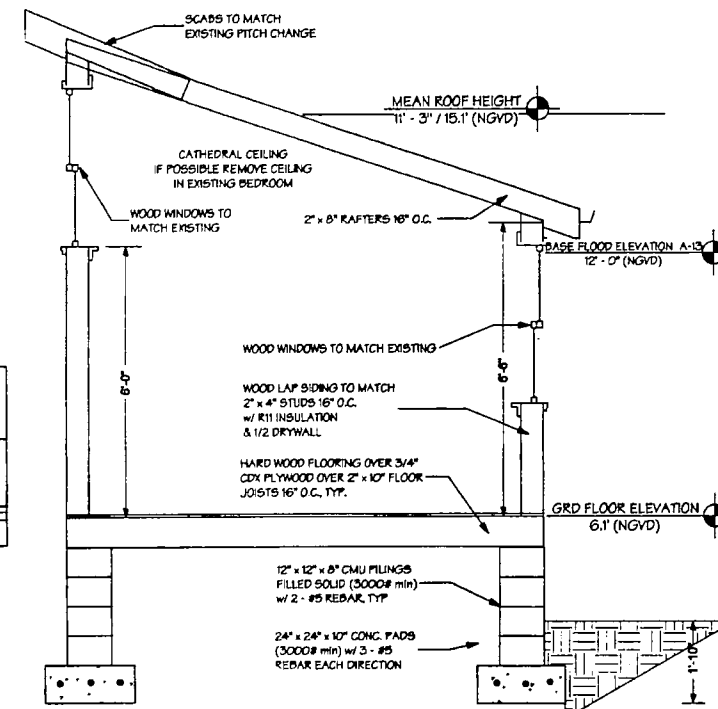 SCABS TO MATCH
EXISTING PITCH CHANGE
MEAN ROOF HEIGHT
11' - 3" / 15.1' (NGVD)
CATHEDRAL CEILING
IF POSSIBLE REMOVE CEILING
IN EXISTING BEDROOM
WOOD WINDOWS TO
MATCH EXISTING
2" x 8" RAFTERS 16" O.C.
BASE FLOOD ELEVATION A-13
12' - 0" (NGVD)
6'-0"
6'-6"
WOOD WINDOWS TO MATCH EXISTING
WOOD LAP SIDING TO MATCH
2" x 4" STUDS 16" O.C.
w/ R11 INSULATION
& 1/2 DRYWALL
HARD WOOD FLOORING OVER 3/4"
CDX PLYWOOD OVER 2" x 10" FLOOR
JOISTS 16" O.C., TYP.
GRD FLOOR ELEVATION
6.1' (NGVD)
12" x 12" x 8" CMU PILINGS
FILLED SOLID (3000# min)
w/ 2 - #5 REBAR, TYP
24" x 24" x 10" CONC. PADS
(3000# min) w/ 3 - #5
REBAR EACH DIRECTION
1'-10"